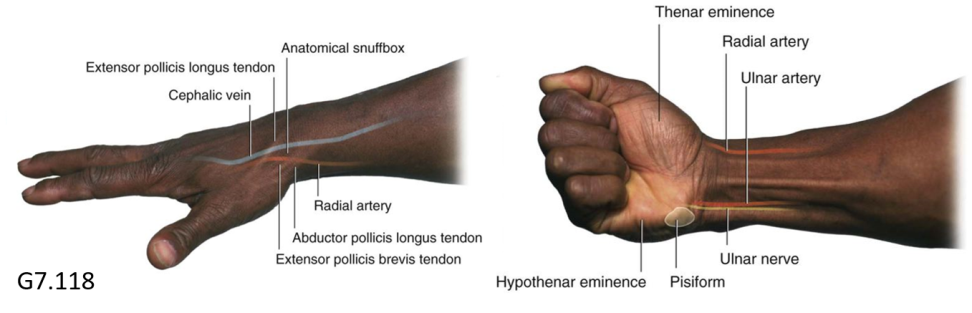 Anatomical snuffbox
Extensor pollicis longus tendon
Cephalic vein
Radial artery
Abductor pollicis longus tendon
Extensor pollicis brevis tendon
G7.118
Thenar eminence
Radial artery
Ulnar artery
Ulnar nerve
Hypothenar eminence
Pisiform